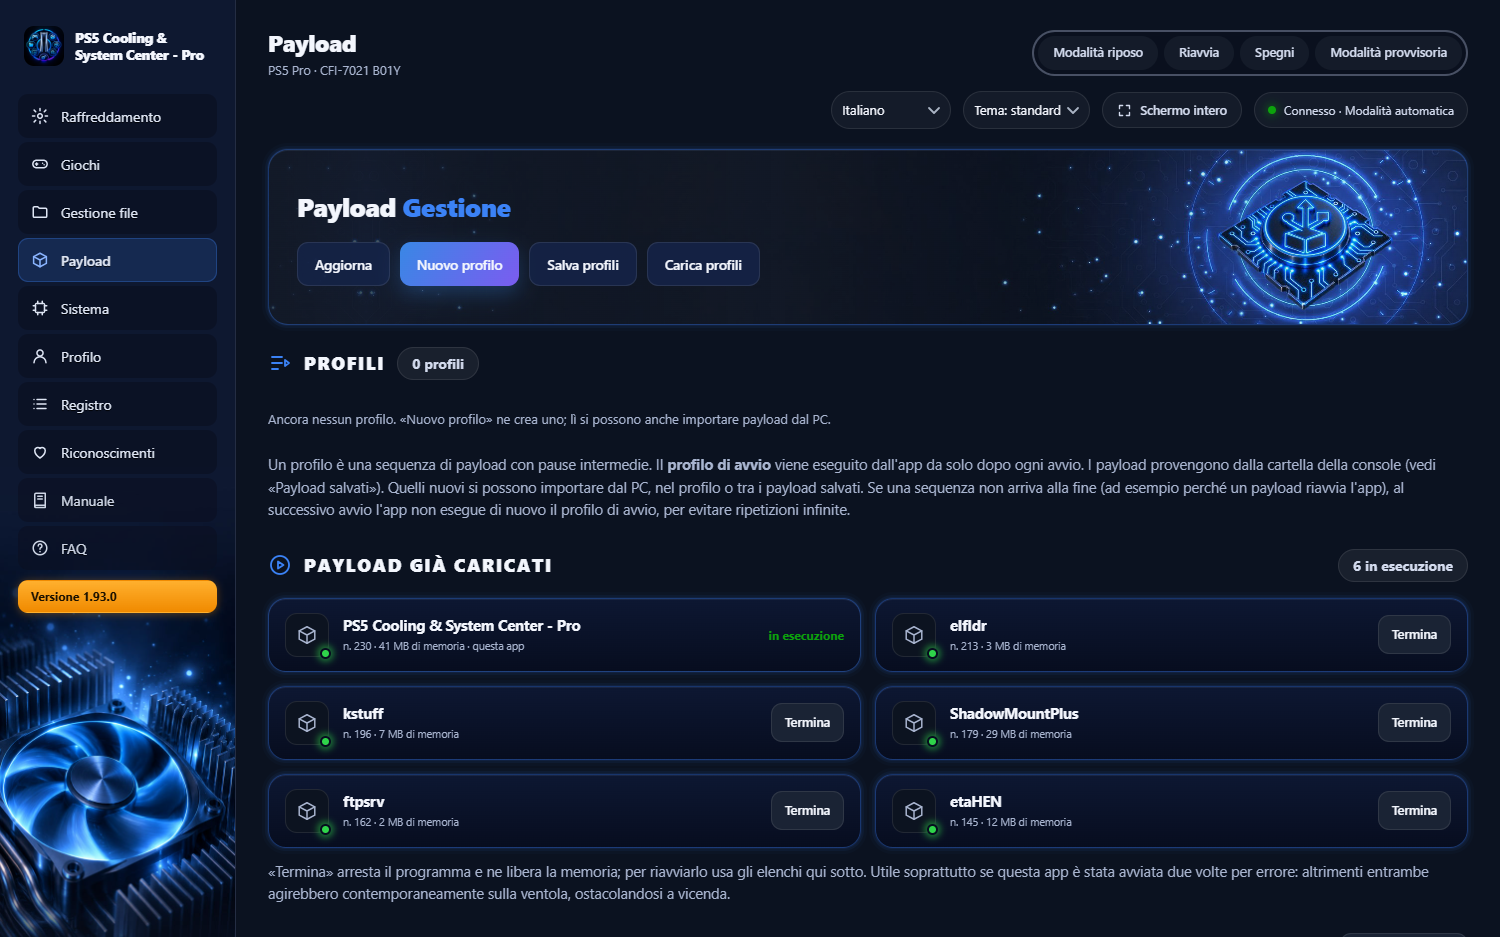 PS5 Cooling &
System Center - Pro
Raffreddamento
Giochi
Gestione file
Payload
Sistema
Profilo
Registro
Riconoscimenti
Manuale
FAQ
Versione 1.93.0
Payload
PS5 Pro · CFI-7021 B01Y
Modalità riposo
Riavvia
Spegni
Modalità provvisoria
Italiano
Tema: standard
Schermo intero
Connesso · Modalità automatica
Payload Gestione
Aggiorna
Nuovo profilo
Salva profili
Carica profili
PROFILI
0 profili
Ancora nessun profilo. «Nuovo profilo» ne crea uno; lì si possono anche importare payload dal PC.
Un profilo è una sequenza di payload con pause intermedie. Il profilo di avvio viene eseguito dall'app da solo dopo ogni avvio. I payload provengono dalla cartella della console (vedi
«Payload salvati»). Quelli nuovi si possono importare dal PC, nel profilo o tra i payload salvati. Se una sequenza non arriva alla fine (ad esempio perché un payload riavvia l'app), al
successivo avvio l'app non esegue di nuovo il profilo di avvio, per evitare ripetizioni infinite.
PAYLOAD GIÀ CARICATI
6 in esecuzione
PS5 Cooling & System Center - Pro
n. 230 · 41 MB di memoria · questa app
in esecuzione
elfldr
n. 213 · 3 MB di memoria
Termina
kstuff
n. 196 · 7 MB di memoria
Termina
ShadowMountPlus
n. 179 · 29 MB di memoria
Termina
ftpsrv
n. 162 · 2 MB di memoria
Termina
etaHEN
n. 145 · 12 MB di memoria
Termina
«Termina» arresta il programma e ne libera la memoria; per riavviarlo usa gli elenchi qui sotto. Utile soprattutto se questa app è stata avviata due volte per errore: altrimenti entrambe
agirebbero contemporaneamente sulla ventola, ostacolandosi a vicenda.